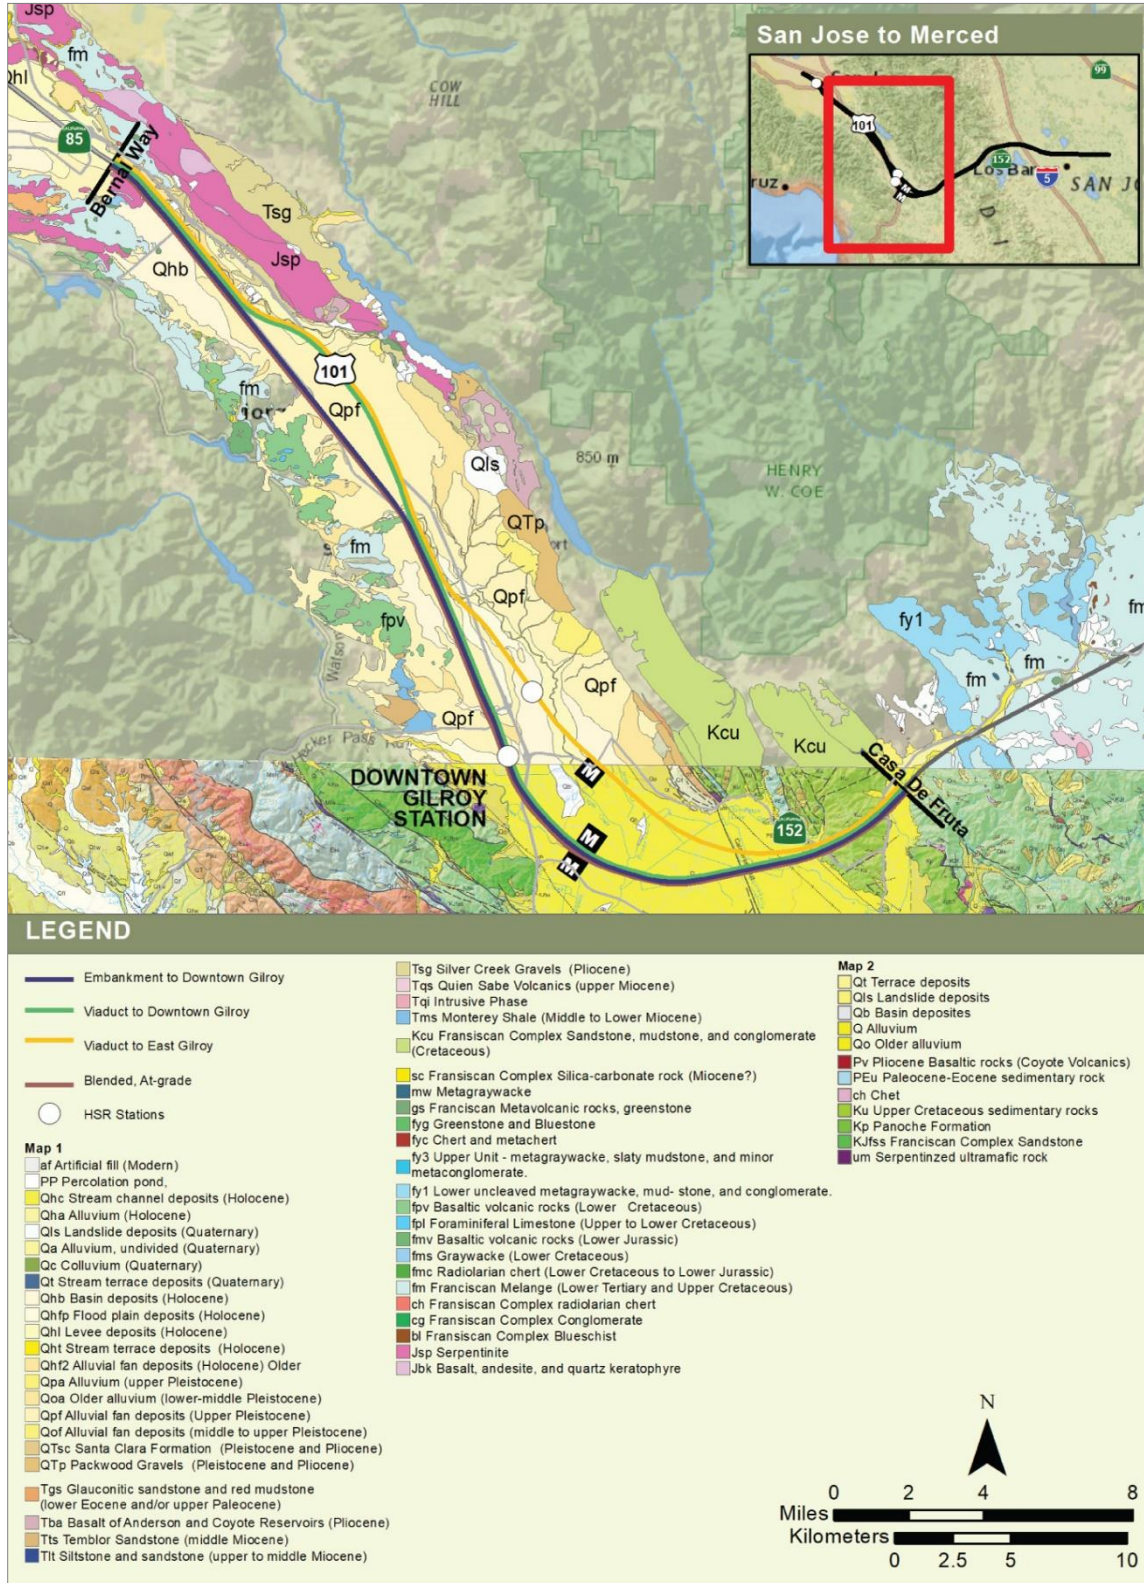 Jsp
fm
Qhl
San Jose to Merced
COW
HILL
99
85
101
Bernal Way
152
5
Los Ban
SAN JO
ruz
M
M
D I
Tsg
Jsp
Qhb
101
fm
Qpf
Qls
850 m
HENRY
W. COE
QTp
ort
fm
Qpf
fpv
fy1
fm
fm
fm
Watson
Qpf
Qpf
Kcu
Kcu
ecker Pass Ro
Casa De Fruta
DOWNTOWN
GILROY
STATION
M
M
M
152
LEGEND
Embankment to Downtown Gilroy
Viaduct to Downtown Gilroy
Viaduct to East Gilroy
Blended, At-grade
HSR Stations
Map 1
af Artificial fill (Modern)
PP Percolation pond,
Qhc Stream channel deposits (Holocene)
Qha Alluvium (Holocene)
Qls Landslide deposits (Quaternary)
Qa Alluvium, undivided (Quaternary)
Qc Colluvium (Quaternary)
Qt Stream terrace deposits (Quaternary)
Qhb Basin deposits (Holocene)
Qhfp Flood plain deposits (Holocene)
Qhl Levee deposits (Holocene)
Qht Stream terrace deposits (Holocene)
Qhf2 Alluvial fan deposits (Holocene) Older
Qpa Alluvium (upper Pleistocene)
Qoa Older alluvium (lower-middle Pleistocene)
Qpf Alluvial fan deposits (Upper Pleistocene)
Qof Alluvial fan deposits (middle to upper Pleistocene)
QTsc Santa Clara Formation (Pleistocene and Pliocene)
QTp Packwood Gravels (Pleistocene and Pliocene)
Tgs Glauconitic sandstone and red mudstone
(lower Eocene and/or upper Paleocene)
Tba Basalt of Anderson and Coyote Reservoirs (Pliocene)
Tts Temblor Sandstone (middle Miocene)
Tlt Siltstone and sandstone (upper to middle Miocene)
Tsg Silver Creek Gravels (Pliocene)
Tqs Quien Sabe Volcanics (upper Miocene)
Tqi Intrusive Phase
Tms Monterey Shale (Middle to Lower Miocene)
Kcu Fransiscan Complex Sandstone, mudstone, and conglomerate
(Cretaceous)
sc Fransiscan Complex Silica-carbonate rock (Miocene?)
mw Metagraywacke
gs Franciscan Metavolcanic rocks, greenstone
fyg Greenstone and Bluestone
fyc Chert and metachert
fy3 Upper Unit - metagraywacke, slaty mudstone, and minor
metaconglomerate.
fy1 Lower uncleaved metagraywacke, mud- stone, and conglomerate.
fpv Basaltic volcanic rocks (Lower Cretaceous)
fpl Foraminiferal Limestone (Upper to Lower Cretaceous)
fmv Basaltic volcanic rocks (Lower Jurassic)
fms Graywacke (Lower Cretaceous)
fmc Radiolarian chert (Lower Cretaceous to Lower Jurassic)
fm Franciscan Melange (Lower Tertiary and Upper Cretaceous)
ch Fransiscan Complex radiolarian chert
cg Fransiscan Complex Conglomerate
bl Fransiscan Complex Blueschist
Jsp Serpentinite
Jbk Basalt, andesite, and quartz keratophyre
Map 2
Qt Terrace deposits
Qls Landslide deposits
Qb Basin deposites
Q Alluvium
Qo Older alluvium
Pv Pliocene Basaltic rocks (Coyote Volcanics)
PEu Paleocene-Eocene sedimentary rock
ch Chet
Ku Upper Cretaceous sedimentary rocks
Kp Panoche Formation
KJfss Franciscan Complex Sandstone
um Serpentinzed ultramafic rock
N
0 2 4 8
Miles
Kilometers
0 2.5 5 10